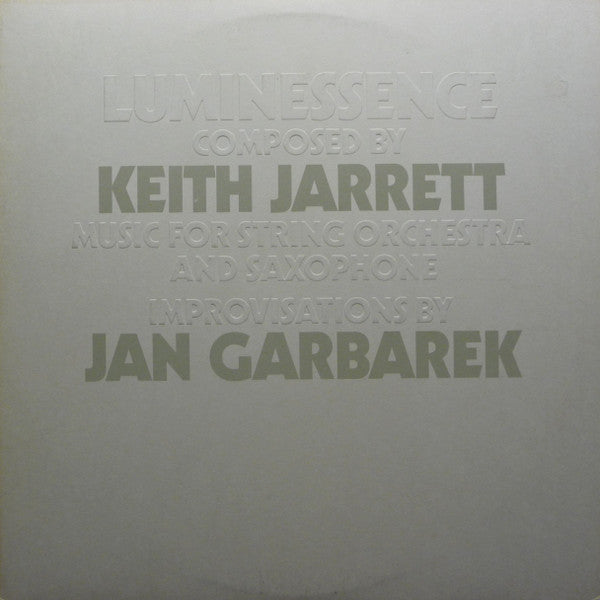 LUMINESSENCE
COMPOSED BY
KEITH JARRETT
MUSIC FOR STRING ORCHESTRA
AND SAXOPHONE
IMPROVISATIONS BY
JAN GARBAREK